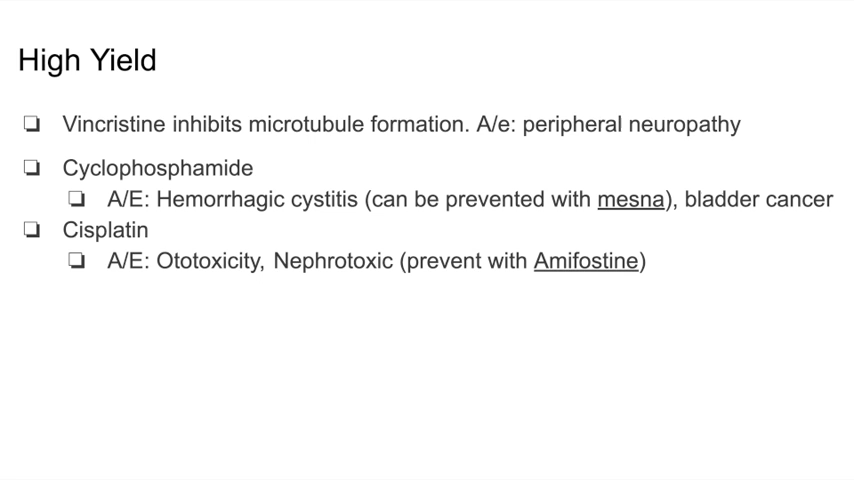 High Yield
❏ Vincristine inhibits microtubule formation. A/e: peripheral neuropathy
❏ Cyclophosphamide
❏ A/E: Hemorrhagic cystitis (can be prevented with mesna), bladder cancer
❏ Cisplatin
❏ A/E: Ototoxicity, Nephrotoxic (prevent with Amifostine)